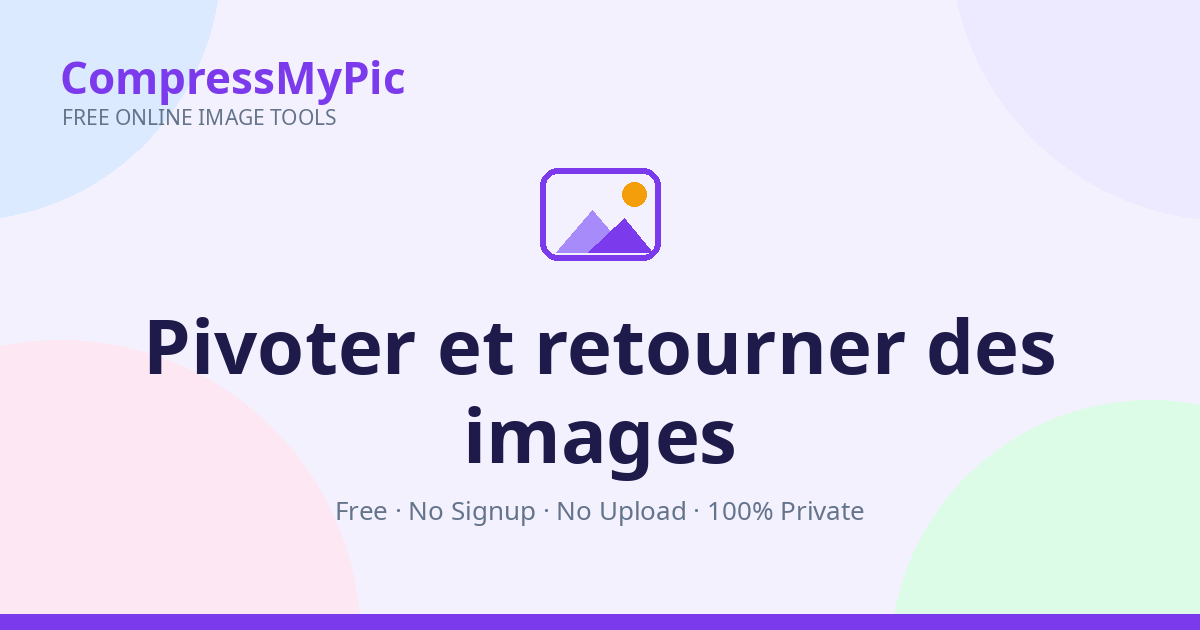 CompressMyPic
FREE ONLINE IMAGE TOOLS
Pivoter et retourner des
images
Free · No Signup · No Upload · 100% Private